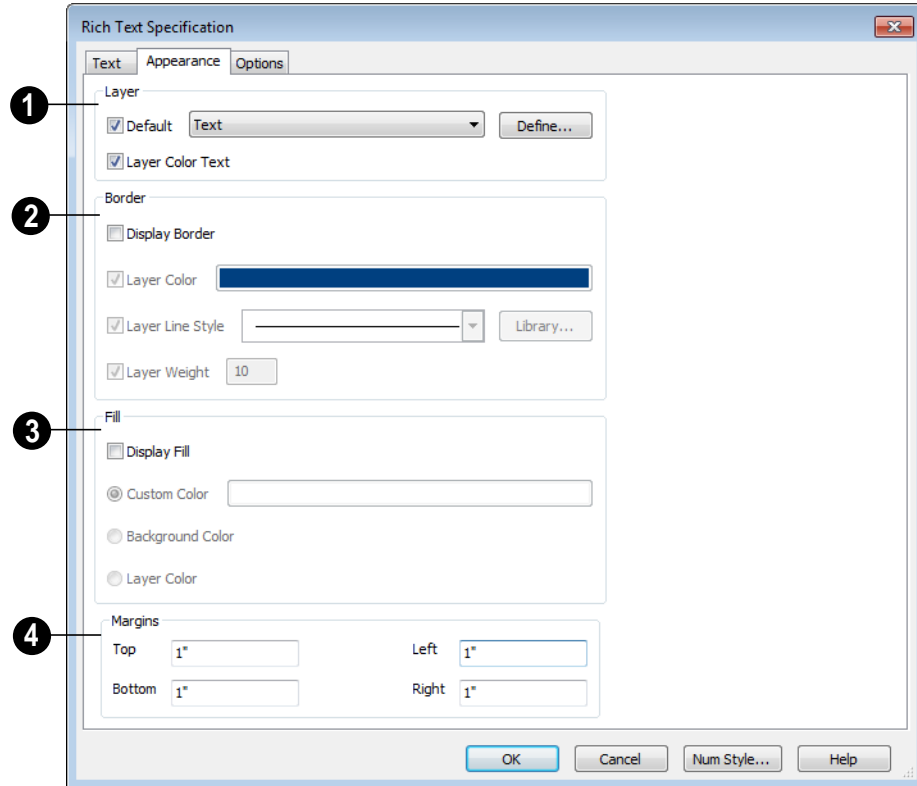 Rich Text Specification
Text Appearance Options
1
Layer
Default Text Define...
Layer Color Text
2
Border
Display Border
Layer Color
Layer Line Style Library...
Layer Weight 10
3
Fill
Display Fill
Custom Color
Background Color
Layer Color
4
Margins
Top 1" Left 1"
Bottom 1" Right 1"
OK Cancel Num Style... Help